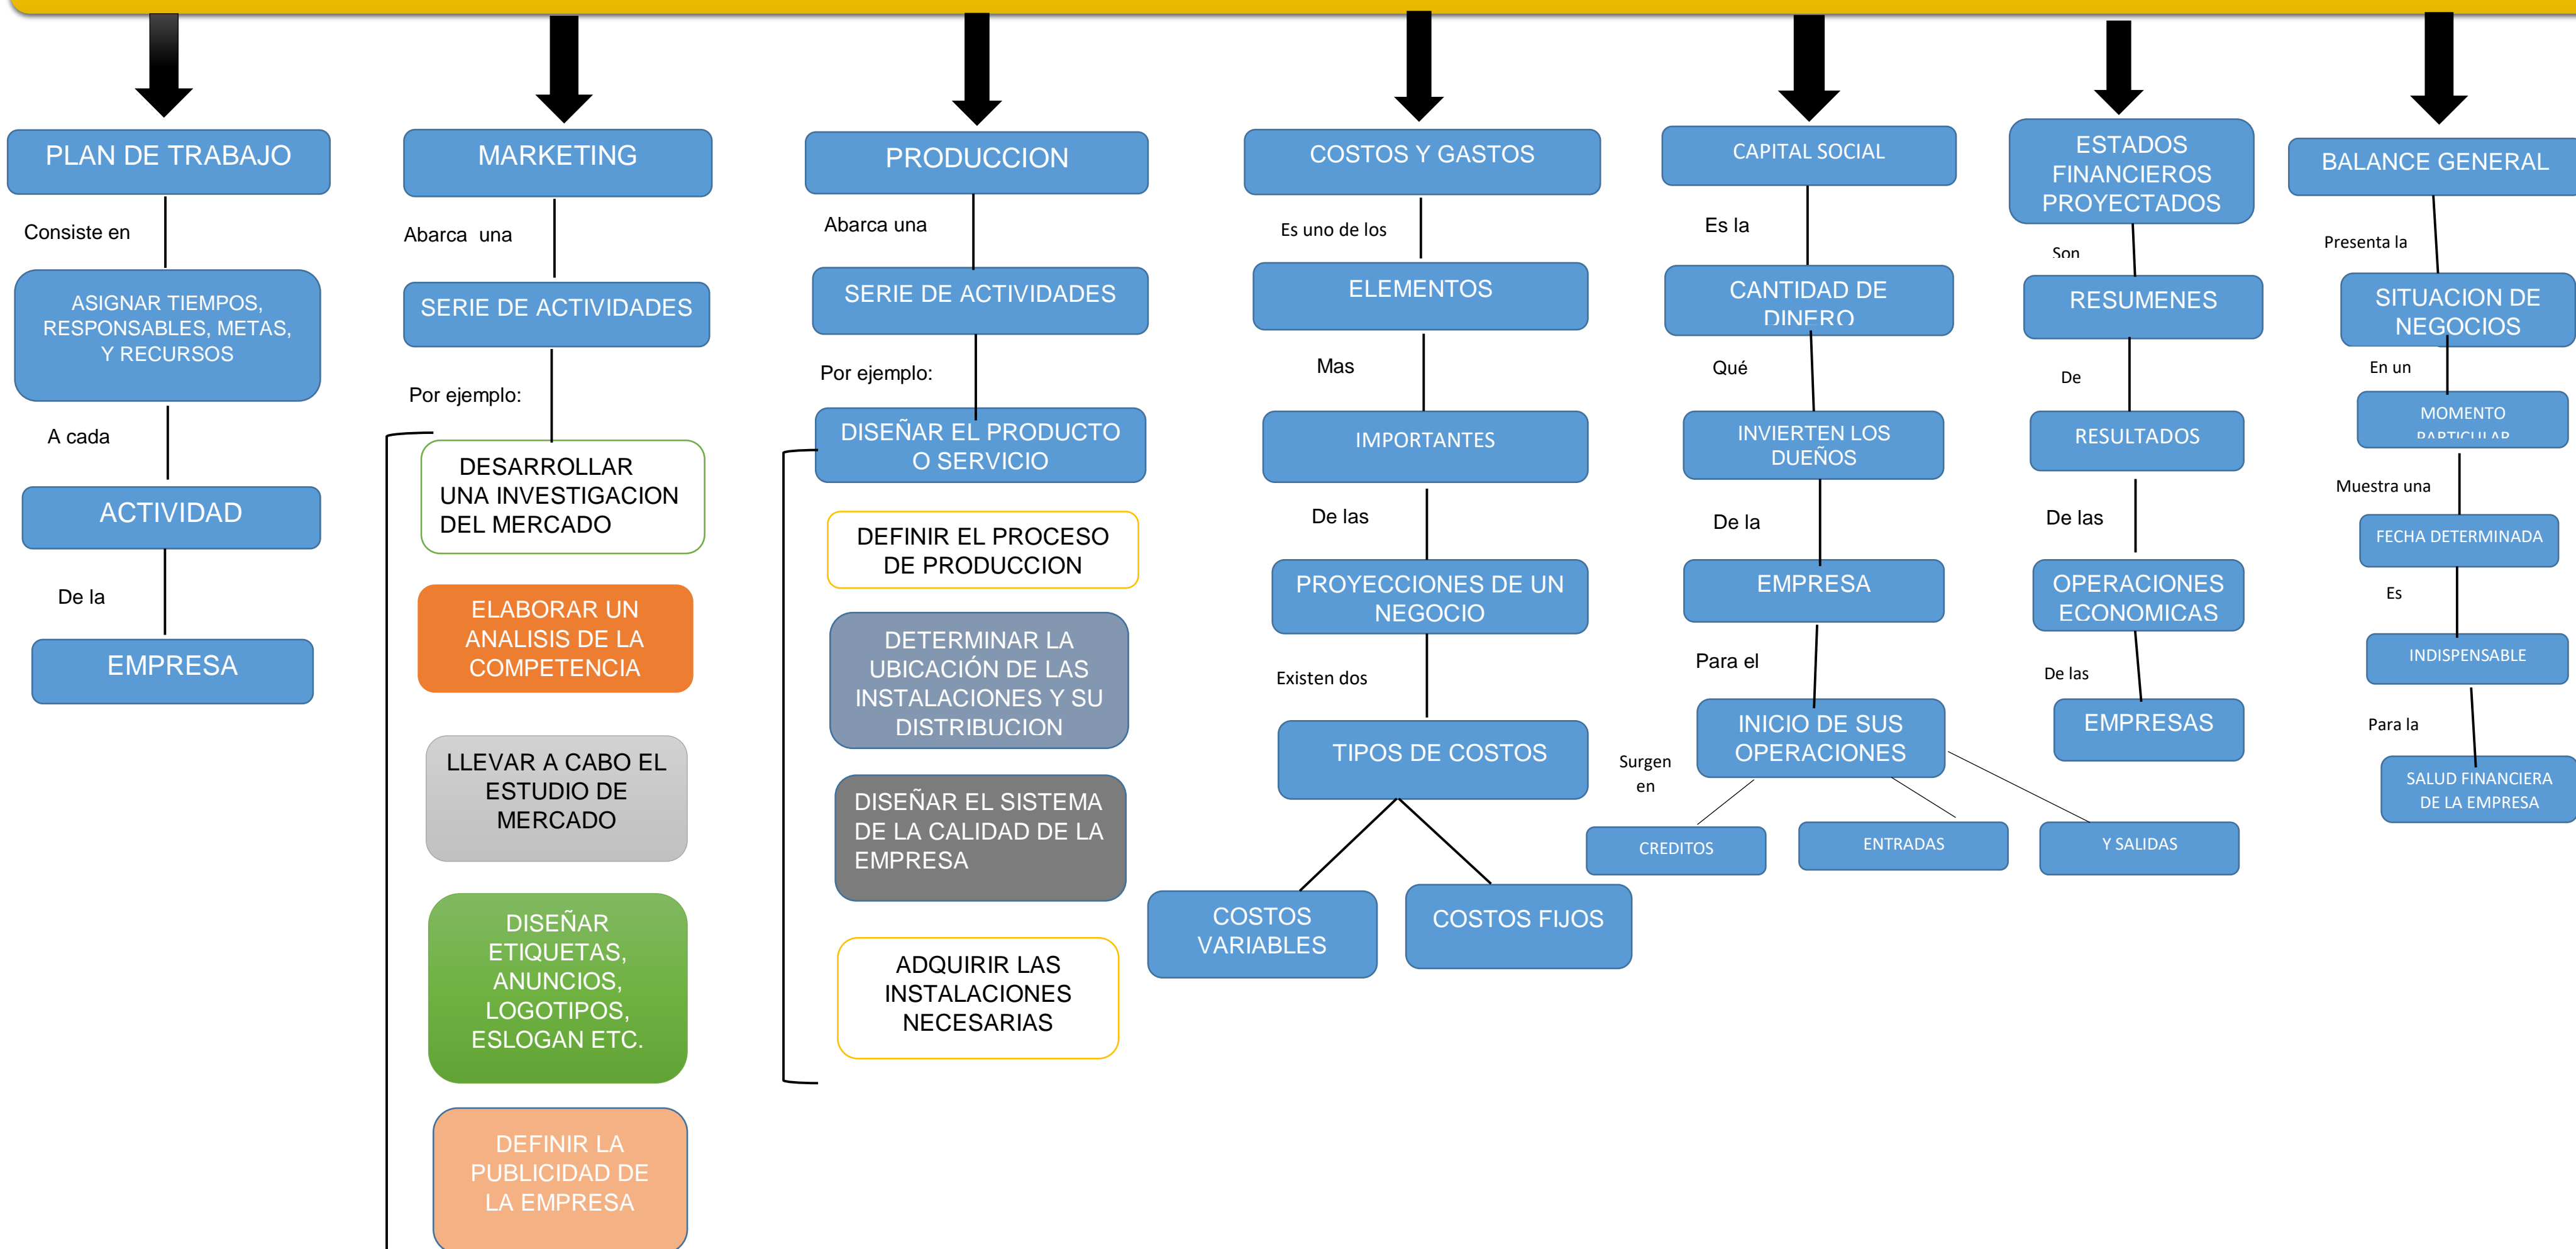 PLAN DE TRABAJO
Consiste en
ASIGNAR TIEMPOS,
RESPONSABLES, METAS,
Y RECURSOS
A cada
ACTIVIDAD
De la
EMPRESA
MARKETING
Abarca  una
SERIE DE ACTIVIDADES
Por ejemplo:
DESARROLLAR
UNA INVESTIGACION
DEL MERCADO
ELABORAR UN
ANALISIS DE LA
COMPETENCIA
LLEVAR A CABO EL
ESTUDIO DE
MERCADO
DISEÑAR
ETIQUETAS,
ANUNCIOS,
LOGOTIPOS,
ESLOGAN ETC.
DEFINIR LA
PUBLICIDAD DE
LA EMPRESA
PRODUCCION
Abarca una
SERIE DE ACTIVIDADES
Por ejemplo:
DISEÑAR EL PRODUCTO
O SERVICIO
DEFINIR EL PROCESO
DE PRODUCCION
DETERMINAR LA
UBICACIÓN DE LAS
INSTALACIONES Y SU
DISTRIBUCION
DISEÑAR EL SISTEMA
DE LA CALIDAD DE LA
EMPRESA
ADQUIRIR LAS
INSTALACIONES
NECESARIAS
COSTOS Y GASTOS
Es uno de los
ELEMENTOS
Mas
IMPORTANTES
De las
PROYECCIONES DE UN
NEGOCIO
Existen dos
TIPOS DE COSTOS
COSTOS
VARIABLES
COSTOS FIJOS
CAPITAL SOCIAL
Es la
CANTIDAD DE
DINERO
Qué
INVIERTEN LOS
DUEÑOS
De la
EMPRESA
Para el
INICIO DE SUS
OPERACIONES
Surgen
en
CREDITOS
ENTRADAS
Y SALIDAS
ESTADOS
FINANCIEROS
PROYECTADOS
Son
RESUMENES
De
RESULTADOS
De las
OPERACIONES
ECONOMICAS
De las
EMPRESAS
BALANCE GENERAL
Presenta la
SITUACION DE
NEGOCIOS
En un
MOMENTO
PARTICULAR
Muestra una
FECHA DETERMINADA
Es
INDISPENSABLE
Para la
SALUD FINANCIERA
DE LA EMPRESA